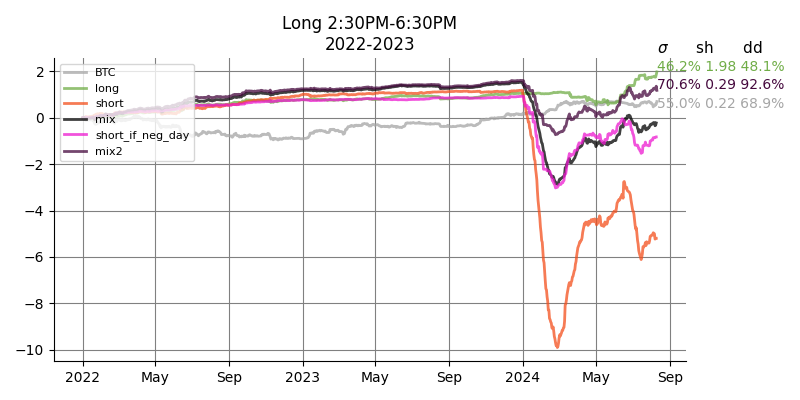 Long 2:30PM-6:30PM
2022-2023
σ sh dd
46.2% 1.98 48.1%
70.6% 0.29 92.6%
55.0% 0.22 68.9%
BTC
long
short
mix
short_if_neg_day
mix2
2
0
−2
−4
−6
−8
−10
2022 May Sep 2023 May Sep 2024 May Sep